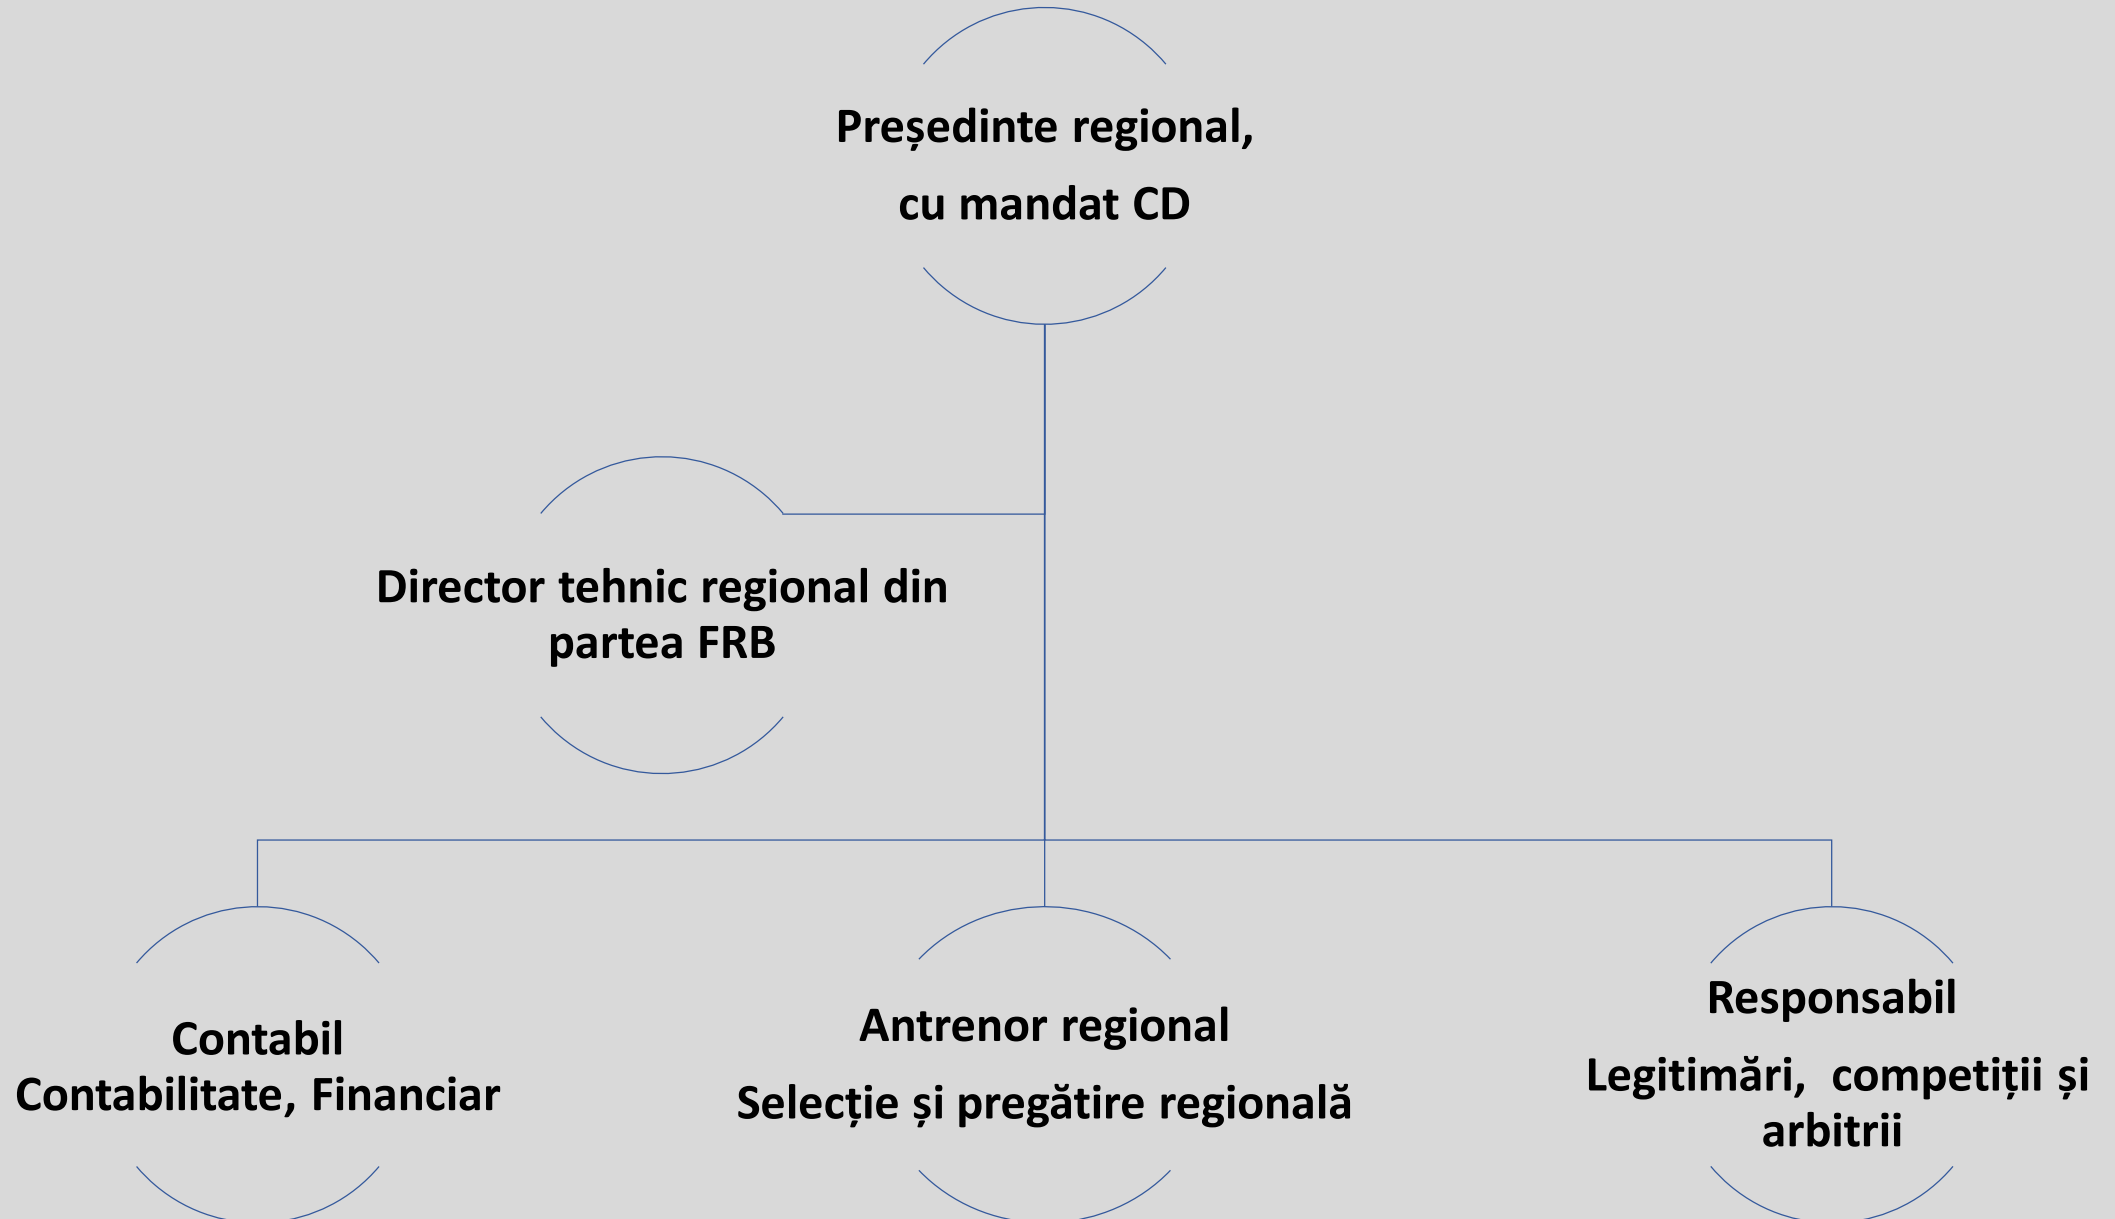 Președinte regional,
cu mandat CD
Director tehnic regional din
partea FRB
Contabil
Contabilitate, Financiar
Antrenor regional
Selecție și pregătire regională
Responsabil
Legitimări,  competiții și
arbitrii